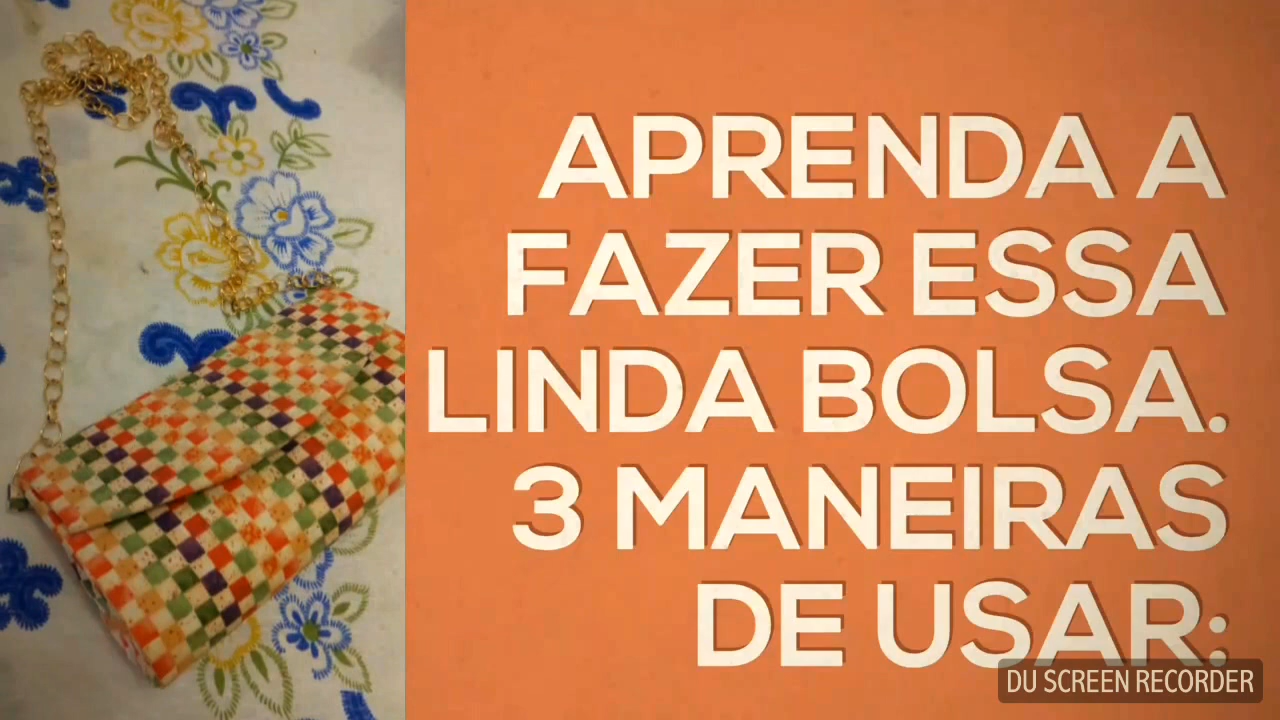 APRENDA A
FAZER ESSA
LINDA BOLSA.
3 MANEIRAS
DE USAR:
DU SCREEN RECORDER